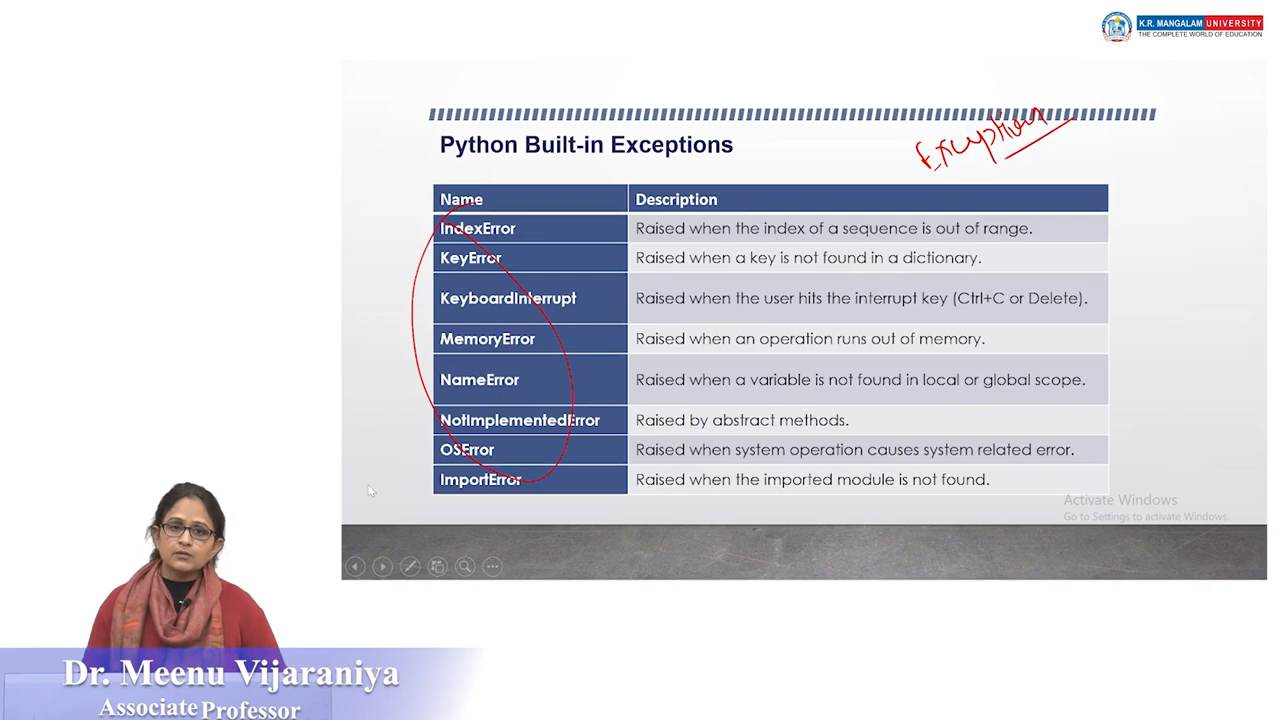 K.R. MANGALAM UNIVERSITY
THE COMPLETE WORLD OF EDUCATION
Exception
Python Built-in Exceptions
Name Description
IndexError Raised when the index of a sequence is out of range.
KeyError Raised when a key is not found in a dictionary.
KeyboardInterrupt Raised when the user hits the interrupt key (Ctrl+C or Delete).
MemoryError Raised when an operation runs out of memory.
NameError Raised when a variable is not found in local or global scope.
NotImplementedError Raised by abstract methods.
OSError Raised when system operation causes system related error.
ImportError Raised when the imported module is not found.
Activate Windows
Go to Settings to activate Windows.
Dr. Meenu Vijaraniya
Associate Professor